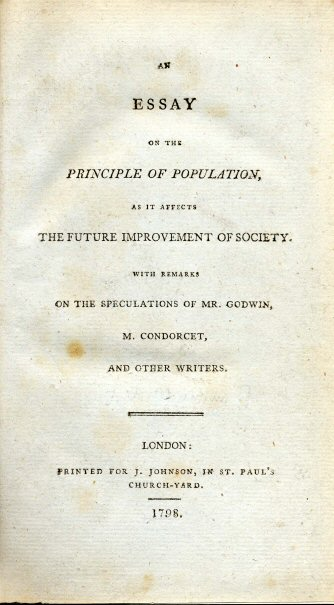 AN
ESSAY
ON THE
PRINCIPLE OF POPULATION,
AS IT AFFECTS
THE FUTURE IMPROVEMENT OF SOCIETY.
WITH REMARKS
ON THE SPECULATIONS OF MR. GODWIN,
M. CONDORCET,
AND OTHER WRITERS.
LONDON:
PRINTED FOR J. JOHNSON, IN ST. PAUL'S
CHURCH-YARD.
1798.